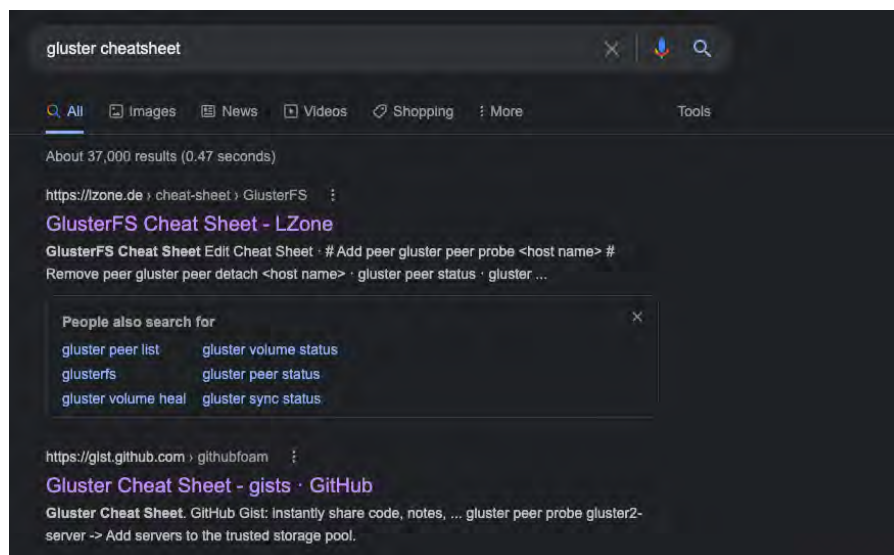 gluster cheatsheet
All Images News Videos Shopping More Tools
About 37,000 results (0.47 seconds)
https://lzone.de › cheat-sheet › GlusterFS
GlusterFS Cheat Sheet - LZone
GlusterFS Cheat Sheet Edit Cheat Sheet · # Add peer gluster peer probe <host name> #
Remove peer gluster peer detach <host name> · gluster peer status · gluster ...
People also search for
gluster peer list gluster volume status
glusterfs gluster peer status
gluster volume heal gluster sync status
https://gist.github.com › githubfoam
Gluster Cheat Sheet - gists · GitHub
Gluster Cheat Sheet. GitHub Gist: instantly share code, notes, ... gluster peer probe gluster2-
server -> Add servers to the trusted storage pool.